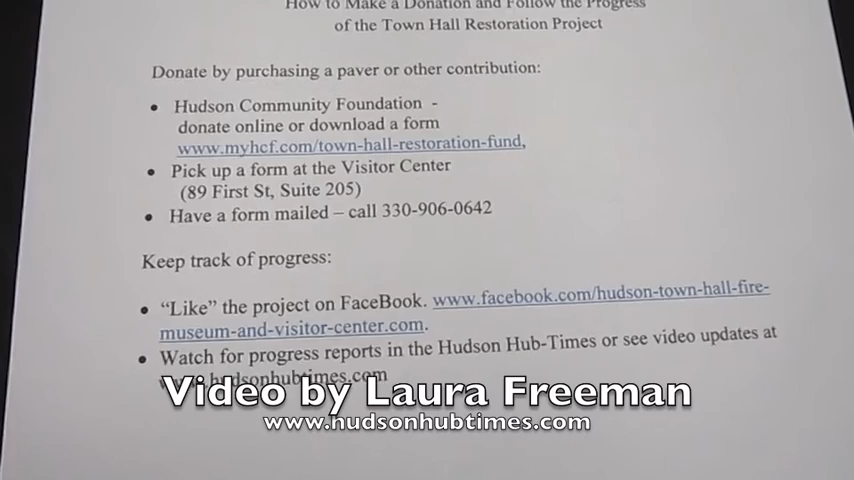 How to Make a Donation and Follow the Progress
of the Town Hall Restoration Project
Donate by purchasing a paver or other contribution:
• Hudson Community Foundation -
donate online or download a form
www.myhcf.com/town-hall-restoration-fund,
• Pick up a form at the Visitor Center
(89 First St, Suite 205)
• Have a form mailed – call 330-906-0642
Keep track of progress:
• “Like” the project on FaceBook. www.facebook.com/hudson-town-hall-fire-
museum-and-visitor-center.com.
• Watch for progress reports in the Hudson Hub-Times or see video updates at
www.hudsonhubtimes.com
Video by Laura Freeman
www.hudsonhubtimes.com